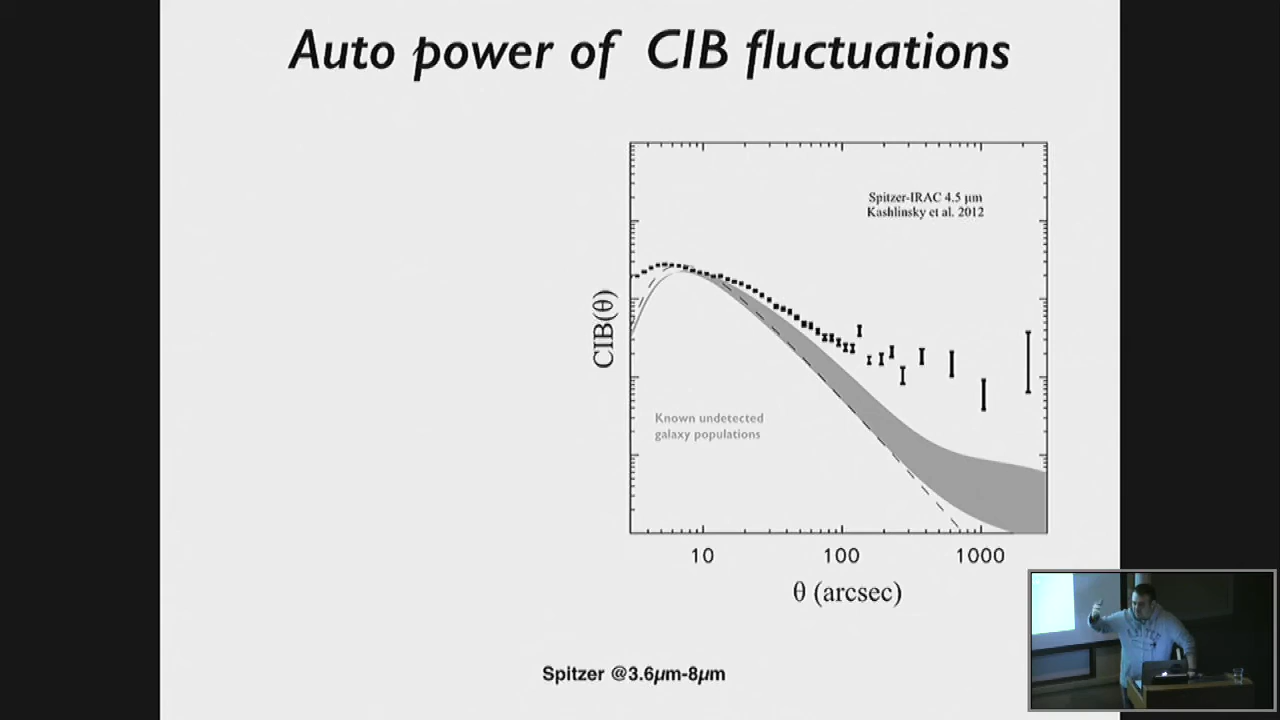 Auto power of CIB fluctuations
Spitzer-IRAC 4.5 μm
Kashlinsky et al. 2012
CIB(θ)
Known undetected
galaxy populations
10 100 1000
θ (arcsec)
Spitzer @3.6μm-8μm